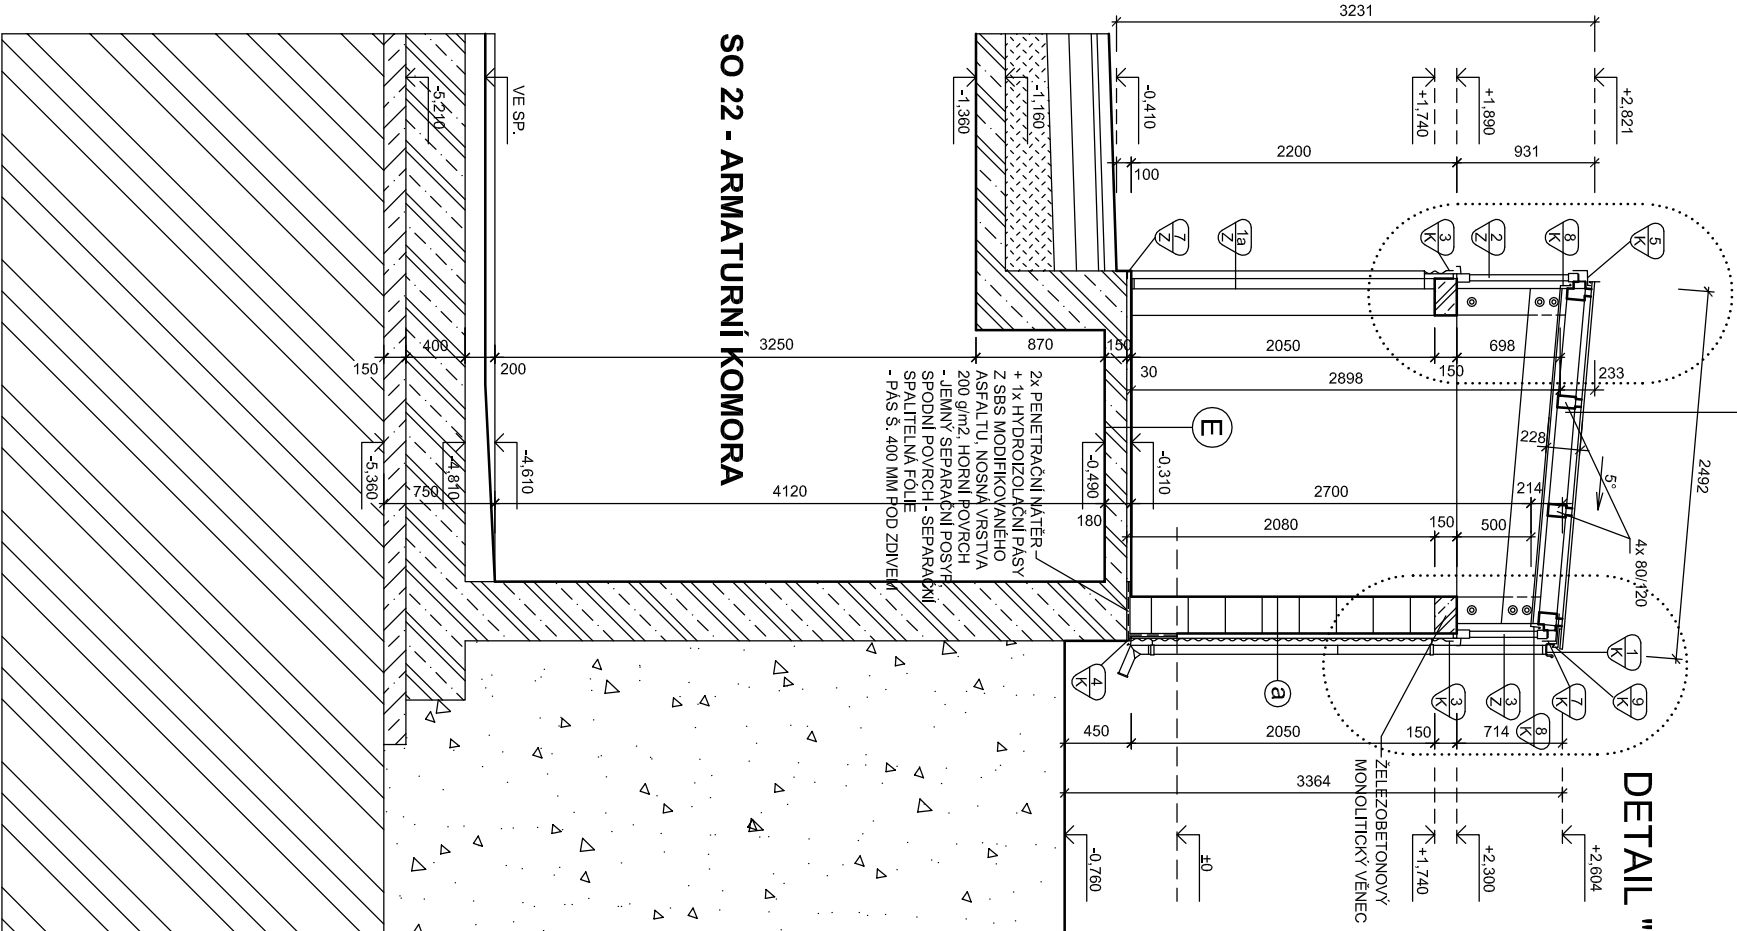 DETAIL "
SO 22 - ARMATURNÍ KOMORA
3231
+2,821
+1,890
+1,740
-0,410
-1,160
-1,360
VE SP.
-5,210
931
2200
100
5
K
8
K
2
Z
3
K
1a
Z
7
Z
2492
233
698
150
2050
30
2898
150
870
3250
200
400
150
228
5°
214
4x 80/120
E
2x PENETRAČNÍ NÁTĚR
+ 1x HYDROIZOLAČNÍ PÁSY
Z SBS MODIFIKOVANÉHO
ASFALTU, NOSNÁ VRSTVA
200 g/m2, HORNÍ POVRCH
- JEMNÝ SEPARAČNÍ POSYP,
SPODNÍ POVRCH - SEPARAČNÍ
SPALITELNÁ FÓLIE
- PÁS Š. 400 MM POD ZDIVEM
-0,310
-0,490
-4,610
-4,810
-5,360
2700
180
4120
750
500
150
2080
1
K
9
K
7
K
8
K
3
Z
3
K
a
4
K
714
150
2050
450
3364
ŽELEZOBETONOVÝ
MONOLITICKÝ VĚNEC
+2,604
+2,300
+1,740
±0
-0,760